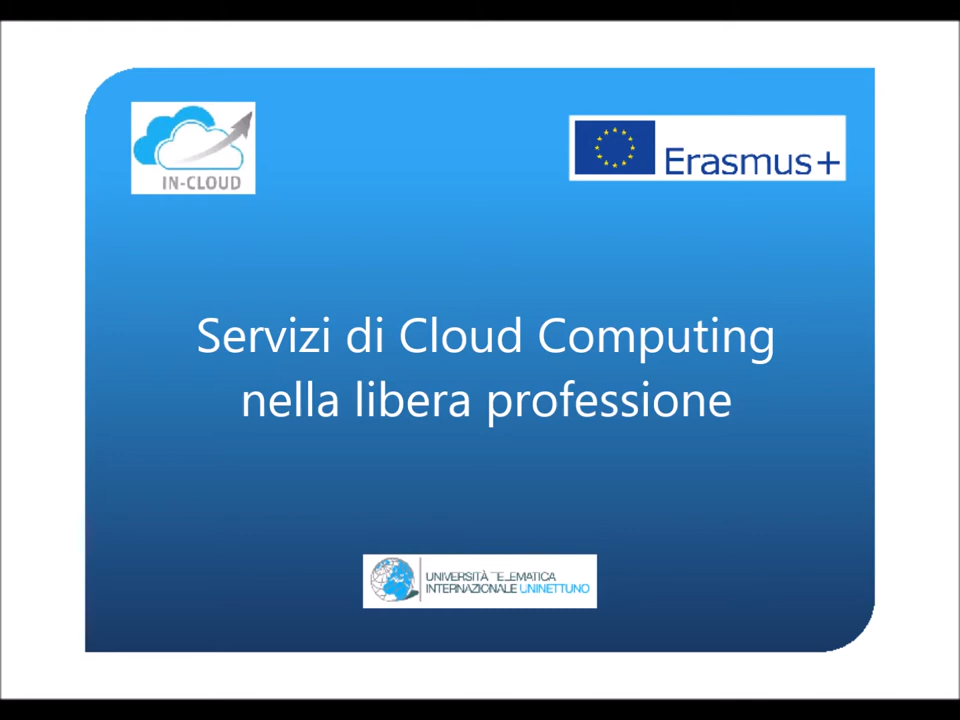 IN-CLOUD
Erasmus+
Servizi di Cloud Computing
nella libera professione
UNIVERSITÀ TELEMATICA
INTERNAZIONALE UNINETTUNO